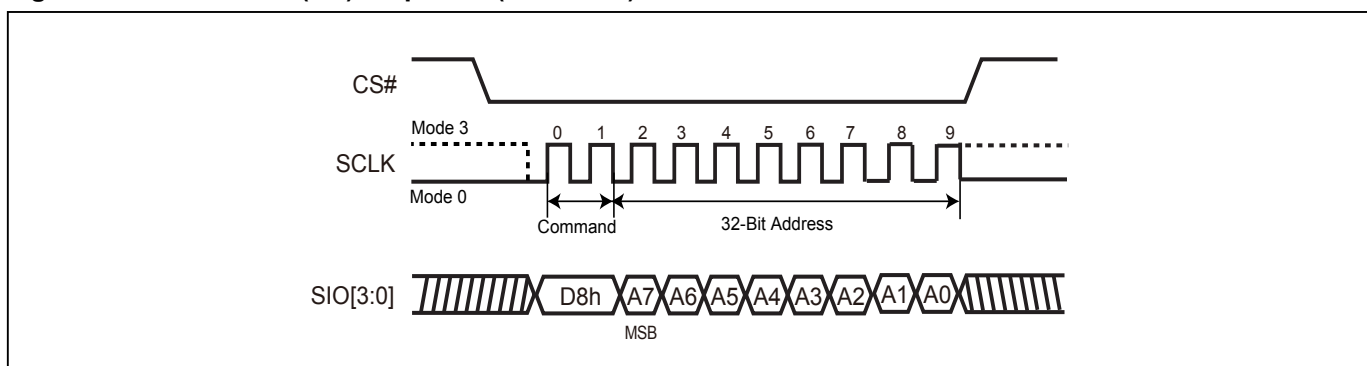 CS#
Mode 3
0 1 2 3 4 5 6 7 8 9
SCLK
Mode 0
Command
32-Bit Address
SIO[3:0]
D8h A7 A6 A5 A4 A3 A2 A1 A0
MSB